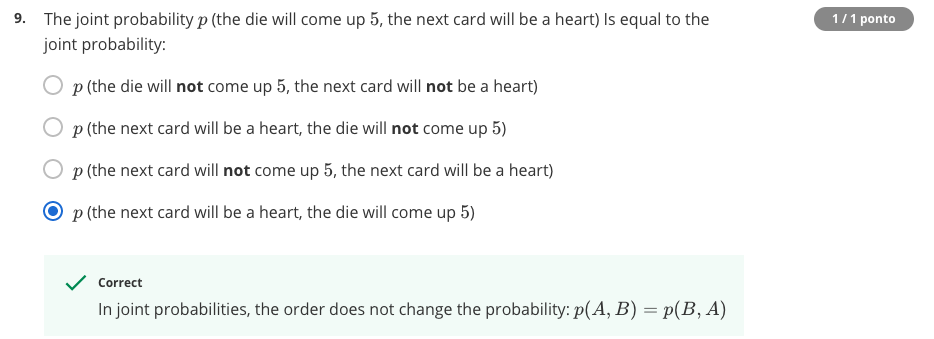 9. The joint probability p (the die will come up 5, the next card will be a heart) Is equal to the
joint probability:
1 / 1 ponto
p (the die will not come up 5, the next card will not be a heart)
p (the next card will be a heart, the die will not come up 5)
p (the next card will not come up 5, the next card will be a heart)
p (the next card will be a heart, the die will come up 5)
Correct
In joint probabilities, the order does not change the probability: p(A, B) = p(B, A)